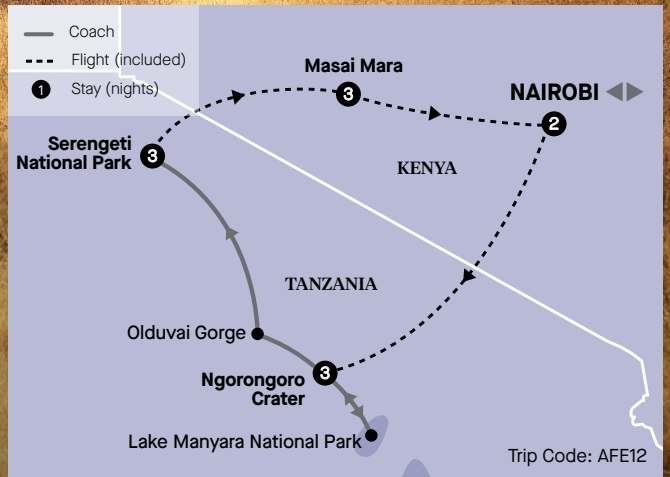 Coach
Flight (included)
1 Stay (nights)
Masai Mara
3
NAIROBI
2
Serengeti
National Park
3
KENYA
TANZANIA
Olduvai Gorge
Ngorongoro
Crater
3
Lake Manyara National Park
Trip Code: AFE12